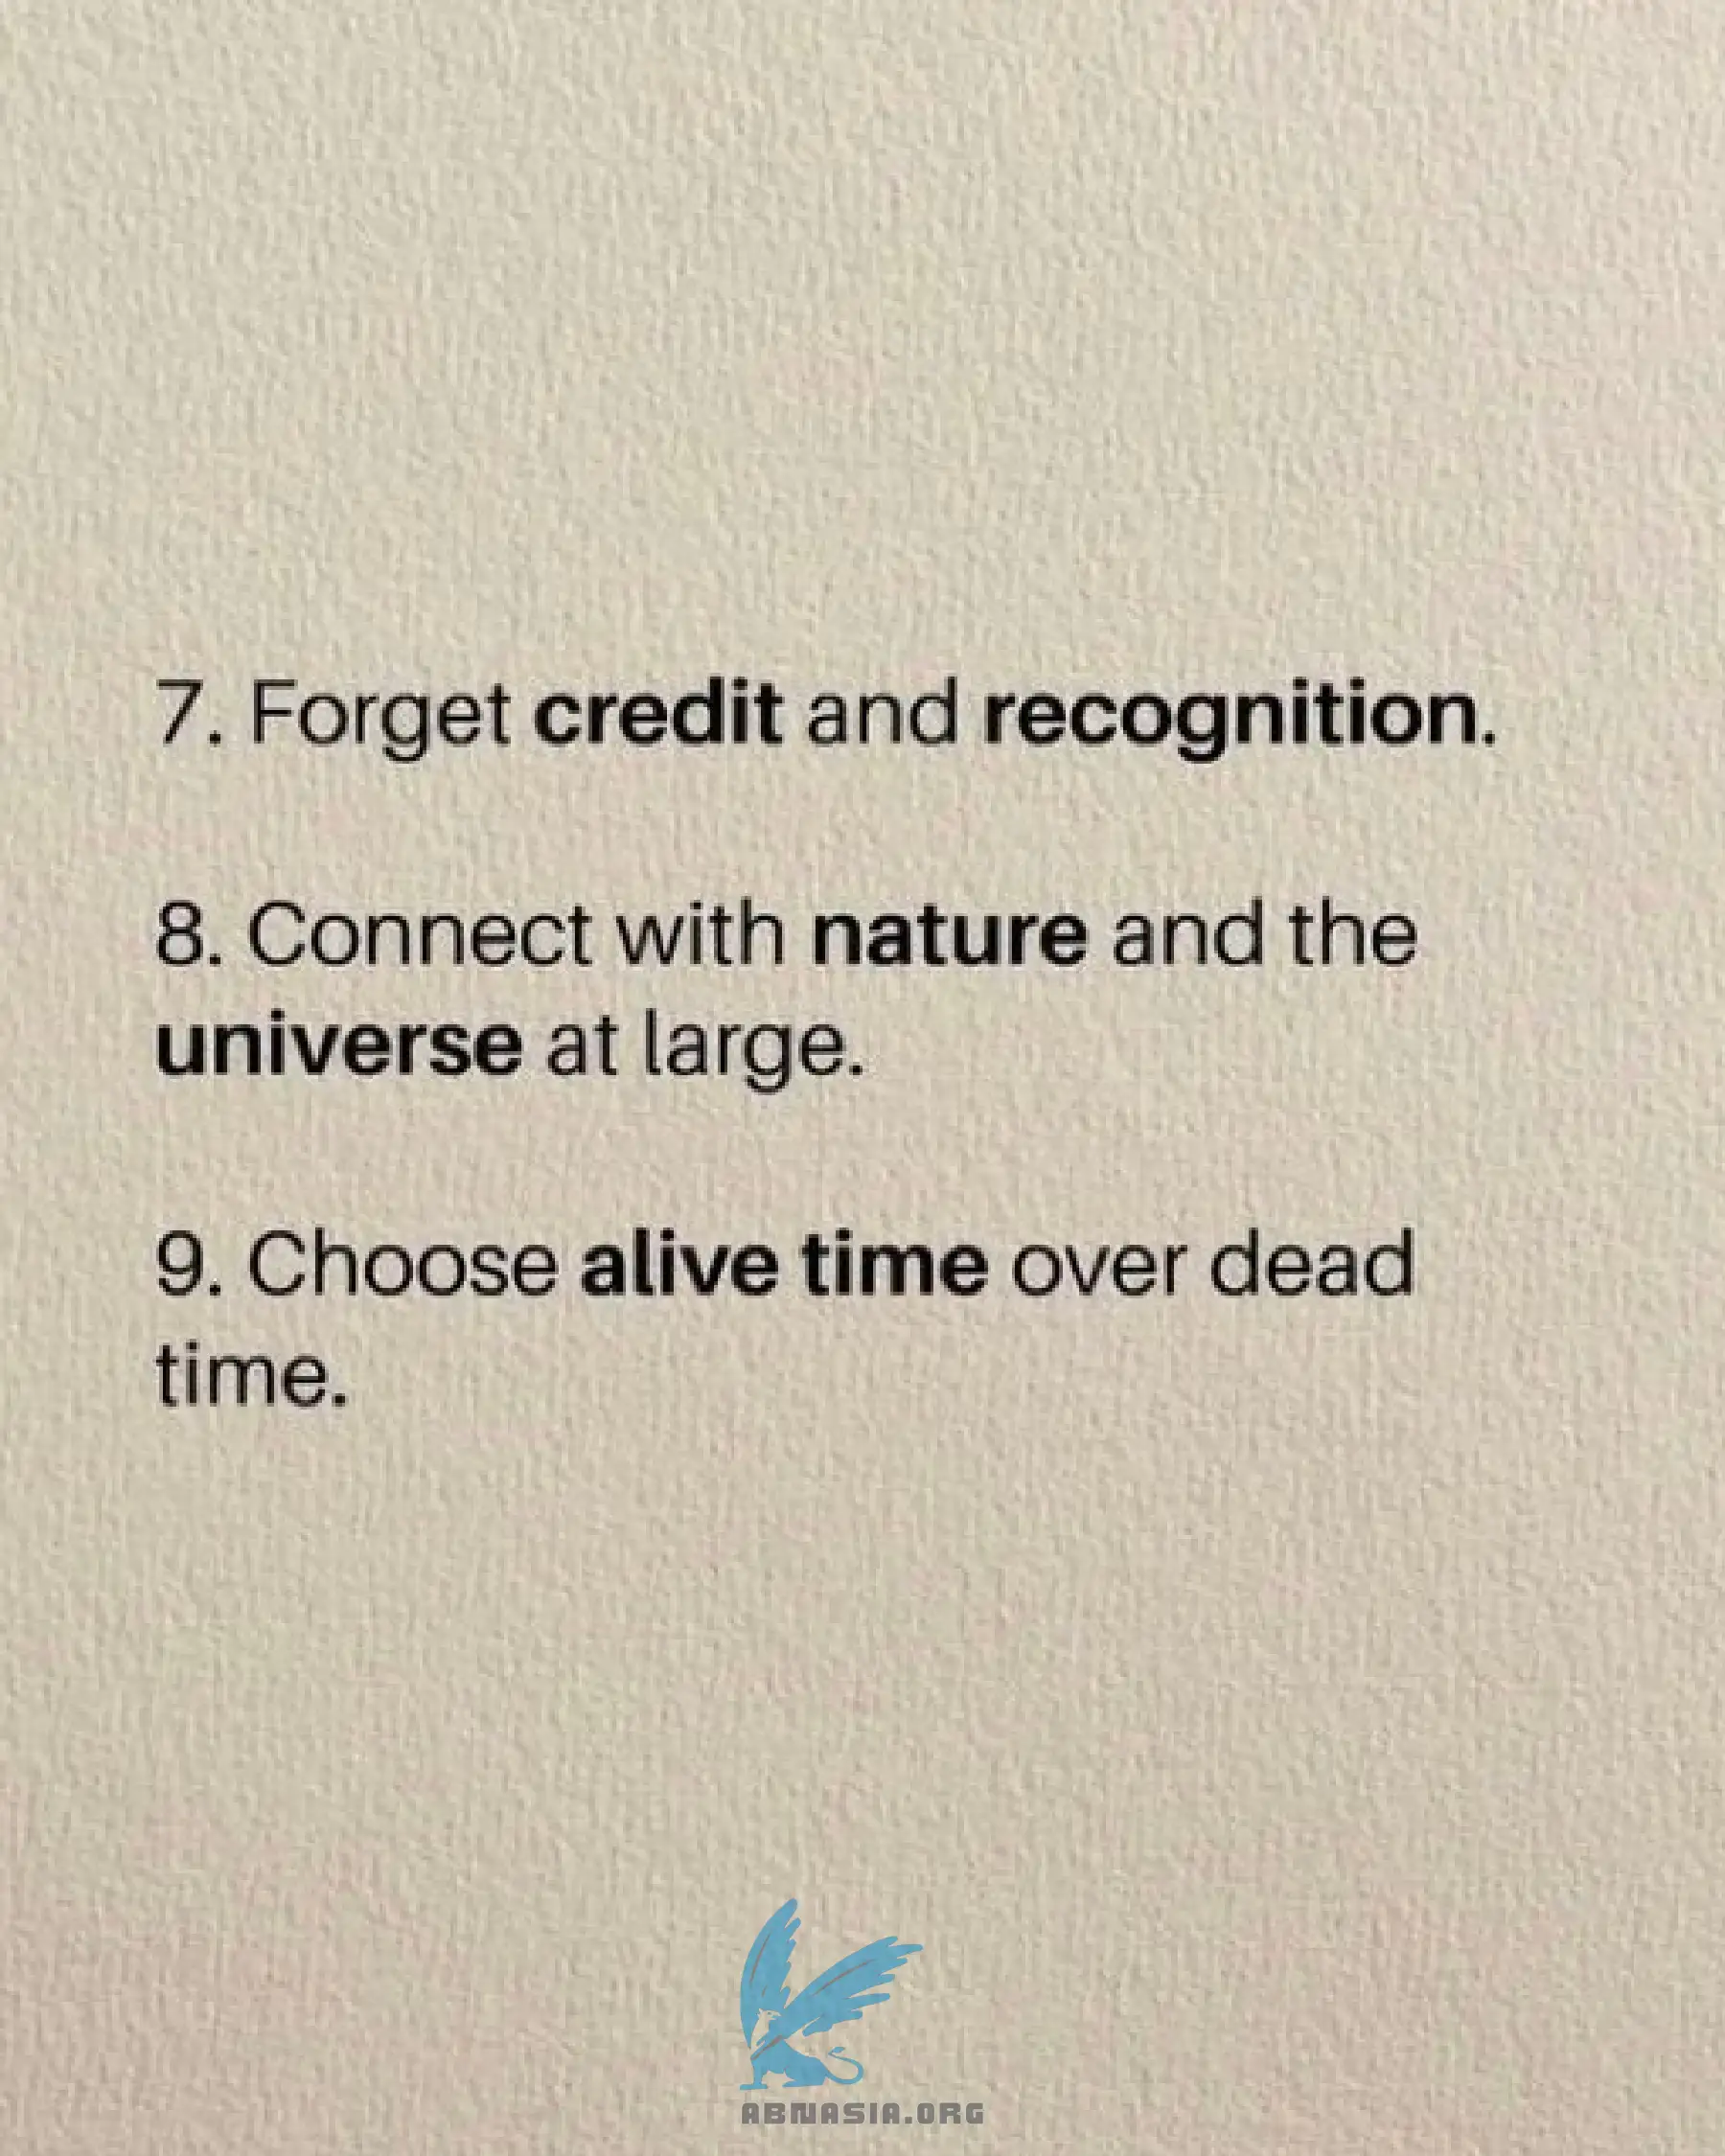 7. Forget credit and recognition.
8. Connect with nature and the
universe at large.
9. Choose alive time over dead
time.
ABNASIA.ORG